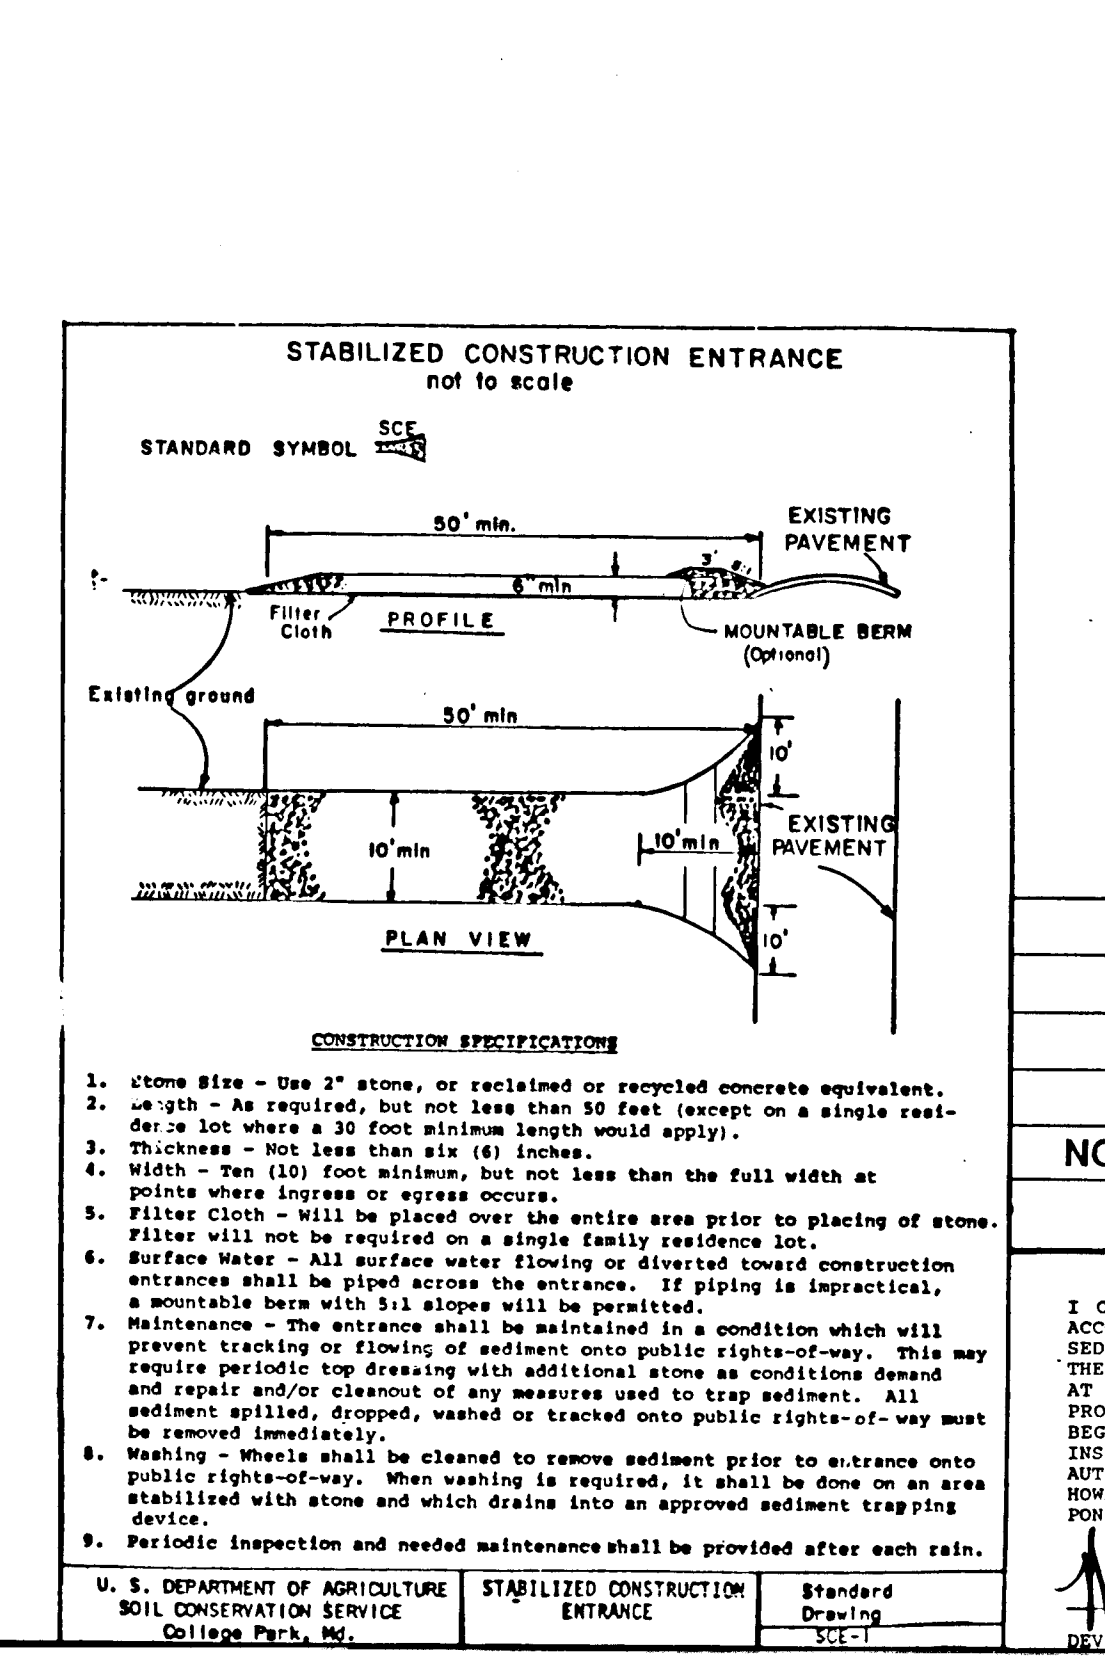 STABILIZED CONSTRUCTION ENTRANCE
not to scale
SCE
STANDARD SYMBOL
50' min.
EXISTING
PAVEMENT
3'
6" min
Filter
Cloth
PROFILE
MOUNTABLE BERM
(Optional)
Existing ground
50' min
10'
EXISTING
PAVEMENT
10' min
10' min
PLAN VIEW
10'
CONSTRUCTION SPECIFICATIONS
1. Stone Size - Use 2" stone, or reclaimed or recycled concrete equivalent.
2. Length - As required, but not less than 50 feet (except on a single resi-
dence lot where a 30 foot minimum length would apply).
3. Thickness - Not less than six (6) inches.
4. Width - Ten (10) foot minimum, but not less than the full width at
points where ingress or egress occurs.
5. Filter Cloth - Will be placed over the entire area prior to placing of stone.
Filter will not be required on a single family residence lot.
6. Surface Water - All surface water flowing or diverted toward construction
entrances shall be piped across the entrance. If piping is impractical,
a mountable berm with 5:1 slopes will be permitted.
7. Maintenance - The entrance shall be maintained in a condition which will
prevent tracking or flowing of sediment onto public rights-of-way. This may
require periodic top dressing with additional stone as conditions demand
and repair and/or cleanout of any measures used to trap sediment. All
sediment spilled, dropped, washed or tracked onto public rights-of-way must
be removed immediately.
8. Washing - Wheels shall be cleaned to remove sediment prior to entrance onto
public rights-of-way. When washing is required, it shall be done on an area
stabilized with stone and which drains into an approved sediment trapping
device.
9. Periodic inspection and needed maintenance shall be provided after each rain.
U. S. DEPARTMENT OF AGRICULTURE
SOIL CONSERVATION SERVICE
College Park, Md.
STABILIZED CONSTRUCTION
ENTRANCE
Standard
Drawing
SCE-1
NO
I C
ACC
SED
THE
AT
PRO
BEG
INS
AUT
HOW
PON
DEV